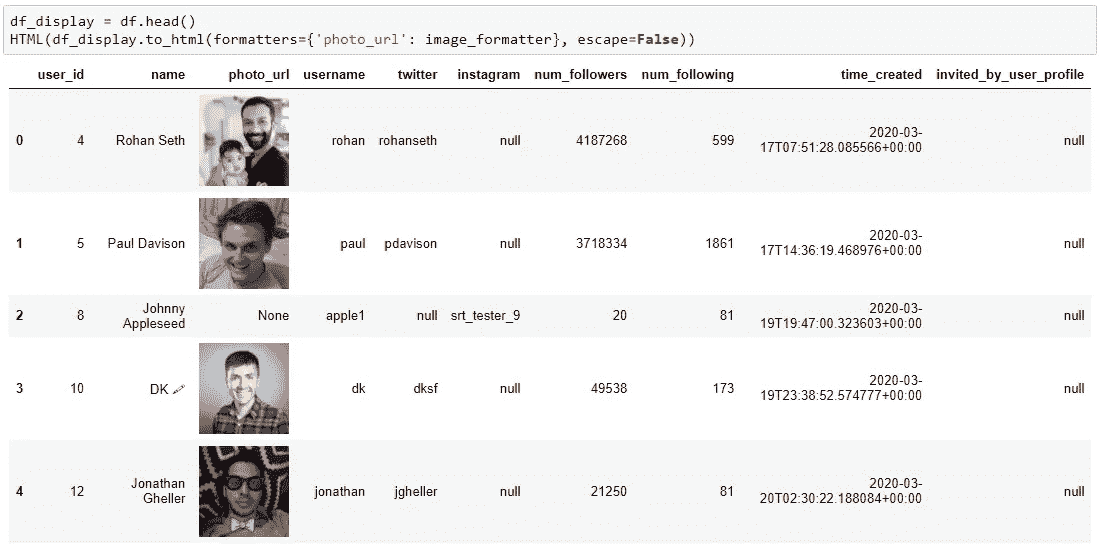 df_display = df.head()
HTML(df_display.to_html(formatters={'photo_url': image_formatter}, escape=False))
user_id name photo_url username twitter instagram num_followers num_following time_created invited_by_user_profile
0 4 Rohan Seth rohan rohanseth null 4187268 599 2020-03-
17T07:51:28.085566+00:00 null
1 5 Paul Davison paul pdavison null 3718334 1861 2020-03-
17T14:36:19.468976+00:00 null
2 8 Johnny
Appleseed None apple1 null srt_tester_9 20 81 2020-03-
19T19:47:00.323603+00:00 null
3 10 DK 🖋 dk dksf null 49538 173 2020-03-
19T23:38:52.574777+00:00 null
4 12 Jonathan
Gheller jonathan jgheller null 21250 81 2020-03-
20T02:30:22.188084+00:00 null